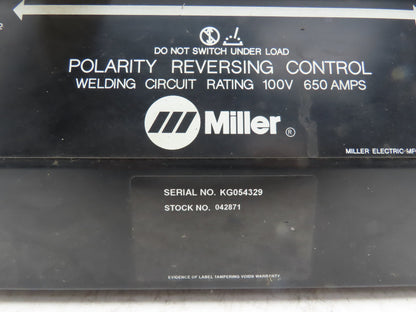 DO NOT SWITCH UNDER LOAD
POLARITY REVERSING CONTROL
WELDING CIRCUIT RATING 100V 650 AMPS
Miller®
MILLER ELECTRIC MFG
SERIAL NO. KG054329
STOCK NO. 042871
EVIDENCE OF LABEL TAMPERING VOIDS WARRANTY